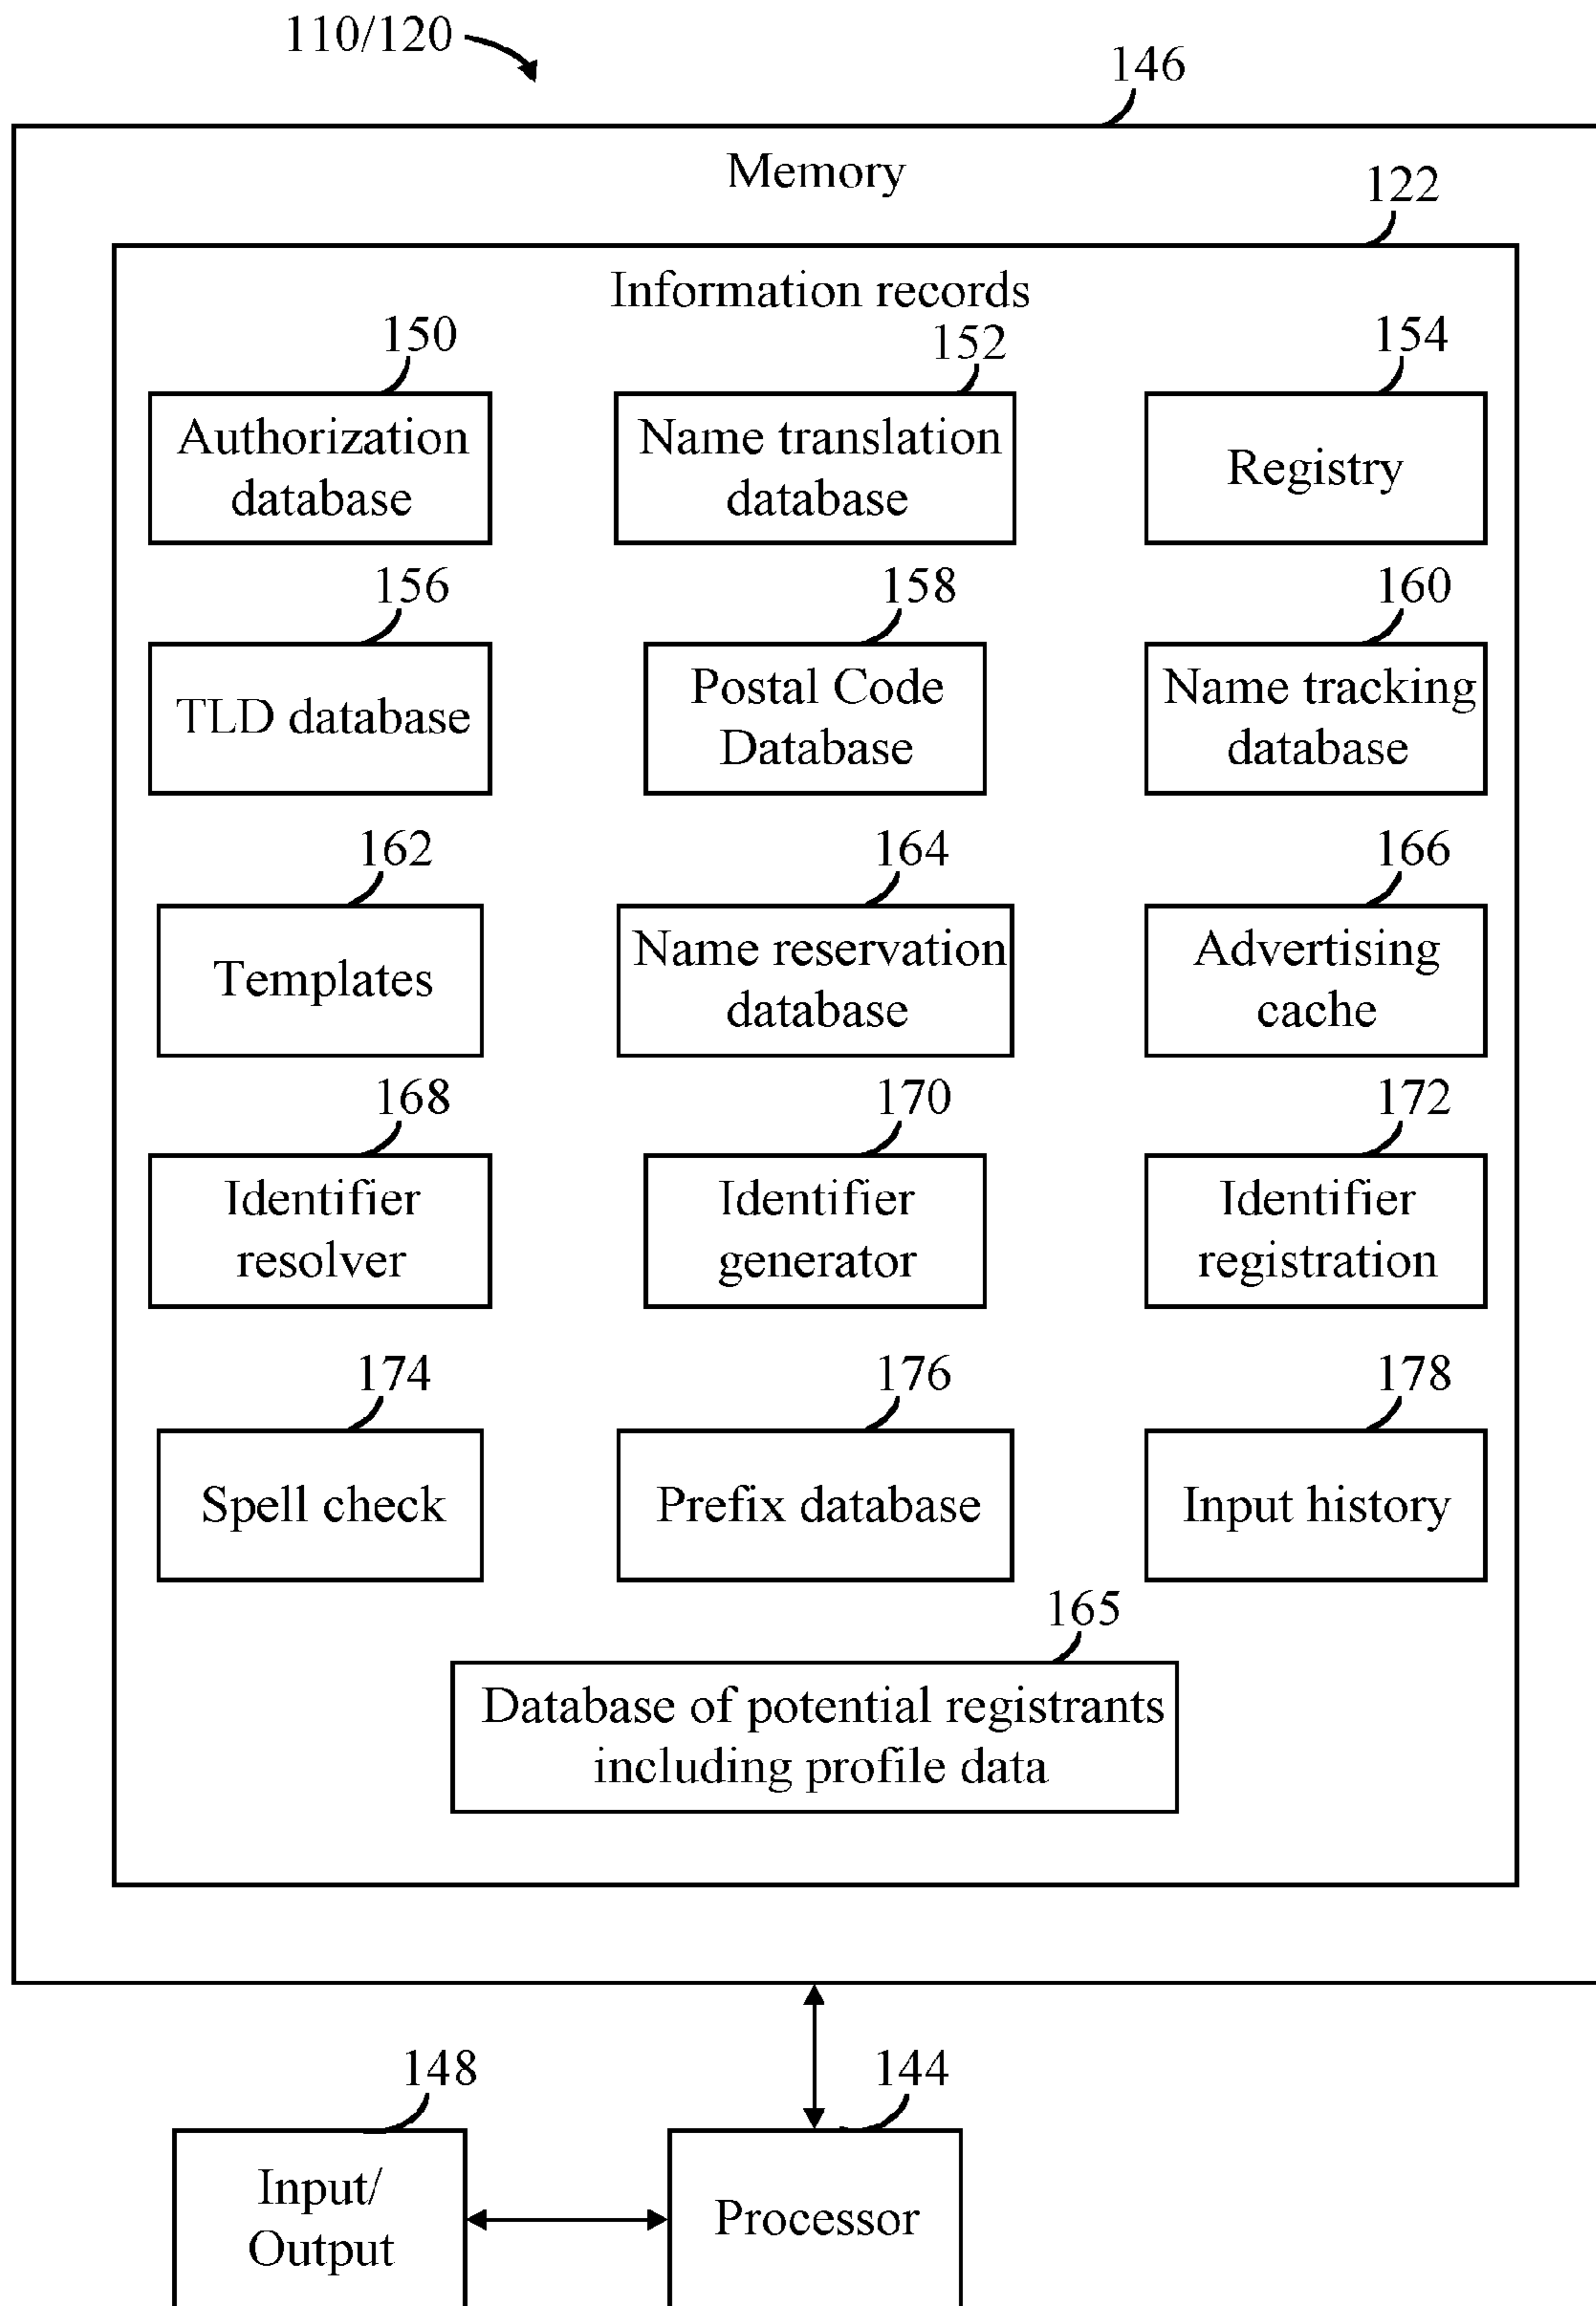 110/120
146
Memory
122
Information records
150
152
154
Authorization
database
Name translation
database
Registry
156
158
160
TLD database
Postal Code
Database
Name tracking
database
162
164
166
Templates
Name reservation
database
Advertising
cache
168
170
172
Identifier
resolver
Identifier
generator
Identifier
registration
174
176
178
Spell check
Prefix database
Input history
165
Database of potential registrants
including profile data
148
144
Input/
Output
Processor